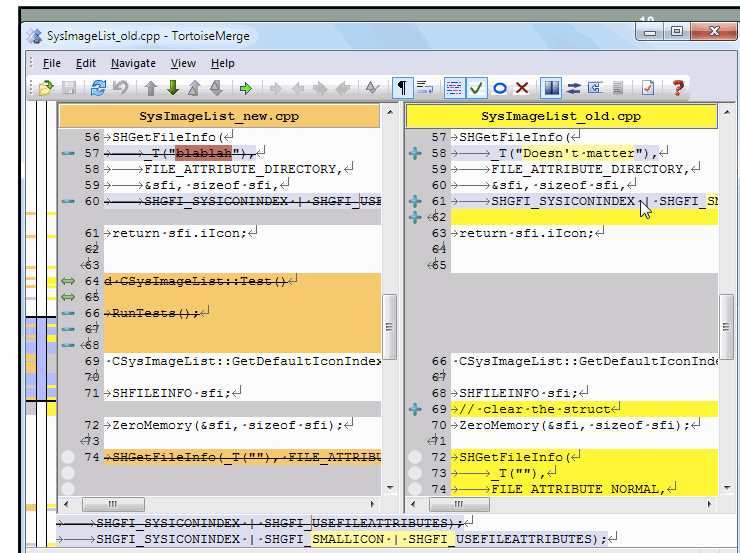 SysImageList_old.cpp - TortoiseMerge
File Edit Navigate View Help
SysImageList_new.cpp
56 →SHGetFileInfo(↵
57 →——→_T("blablah"),↵
58 →——→FILE_ATTRIBUTE_DIRECTORY,↵
59 →——→&sfi,·sizeof·sfi,↵
60 →——→SHGFI_SYSICONINDEX·|·SHGFI_USE
61 →return·sfi.iIcon;↵
62
63
64 d·CSysImageList::Test()↵
65
66 →RunTests();↵
67
68
69 ·CSysImageList::GetDefaultIconIndex
70
71 →SHFILEINFO·sfi;↵
72 →ZeroMemory(&sfi,·sizeof·sfi);↵
73
74 →SHGetFileInfo(_T(""),·FILE_ATTRIBU
SysImageList_old.cpp
57 →SHGetFileInfo(↵
58 →——→_T("Doesn't·matter"),↵
59 →——→FILE_ATTRIBUTE_DIRECTORY,↵
60 →——→&sfi,·sizeof·sfi,↵
61 →——→SHGFI_SYSICONINDEX·|·SHGFI_SM
62
63 →return·sfi.iIcon;↵
64
65
66 ·CSysImageList::GetDefaultIconInde
67
68 →SHFILEINFO·sfi;↵
69 →//·clear·the·struct↵
70 →ZeroMemory(&sfi,·sizeof·sfi);↵
71
72 →SHGetFileInfo(↵
73 →——→_T(""),↵
74 →——→FILE_ATTRIBUTE_NORMAL,↵
→——→SHGFI_SYSICONINDEX·|·SHGFI_USEFILEATTRIBUTES);↵
→——→SHGFI_SYSICONINDEX·|·SHGFI_SMALLICON·|·SHGFI_USEFILEATTRIBUTES);↵